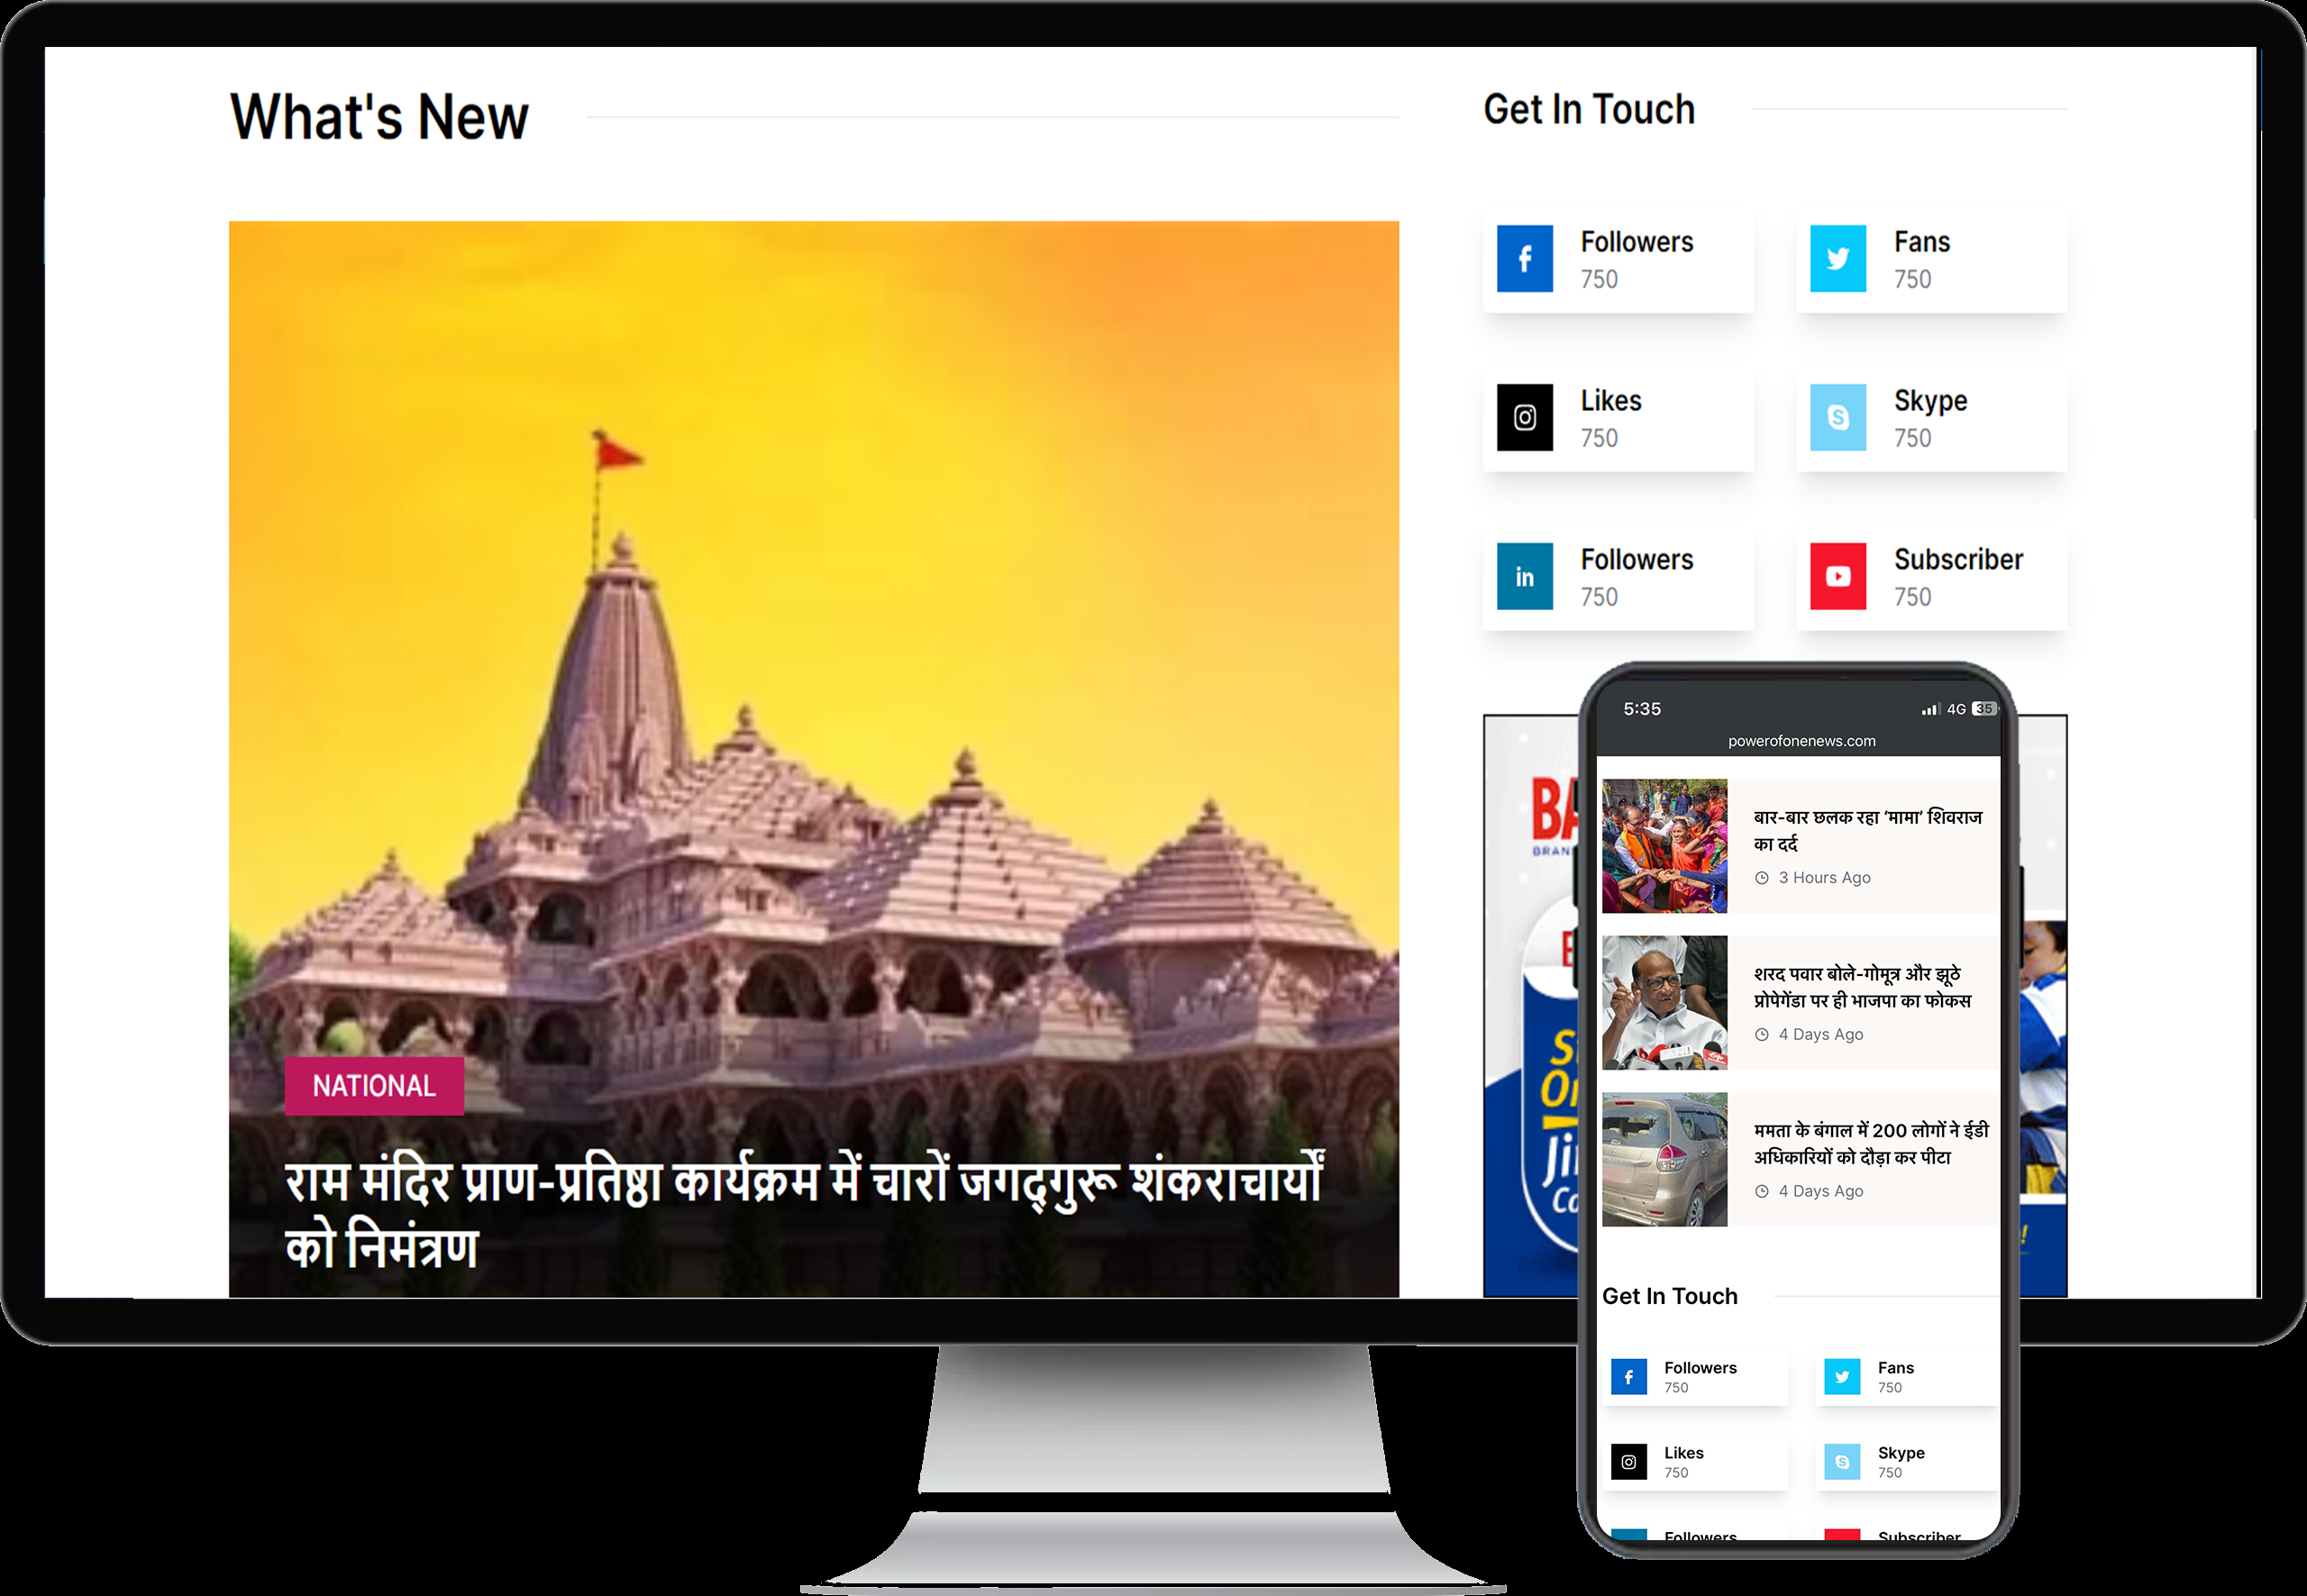 What's New
NATIONAL
राम मंदिर प्राण-प्रतिष्ठा कार्यक्रम में चारों जगद्गुरू शंकराचार्यों
को निमंत्रण
Get In Touch
Followers
750
Fans
750
Likes
750
Skype
750
Followers
750
Subscriber
750
5:35
4G 35
powerofonenews.com
बार-बार छलक रहा 'मामा' शिवराज
का दर्द
3 Hours Ago
शरद पवार बोले-गोमूत्र और झूठे
प्रोपेगेंडा पर ही भाजपा का फोकस
4 Days Ago
ममता के बंगाल में 200 लोगों ने ईडी
अधिकारियों को दौड़ा कर पीटा
4 Days Ago
Get In Touch
Followers
750
Fans
750
Likes
750
Skype
750
Followers
Subscriber